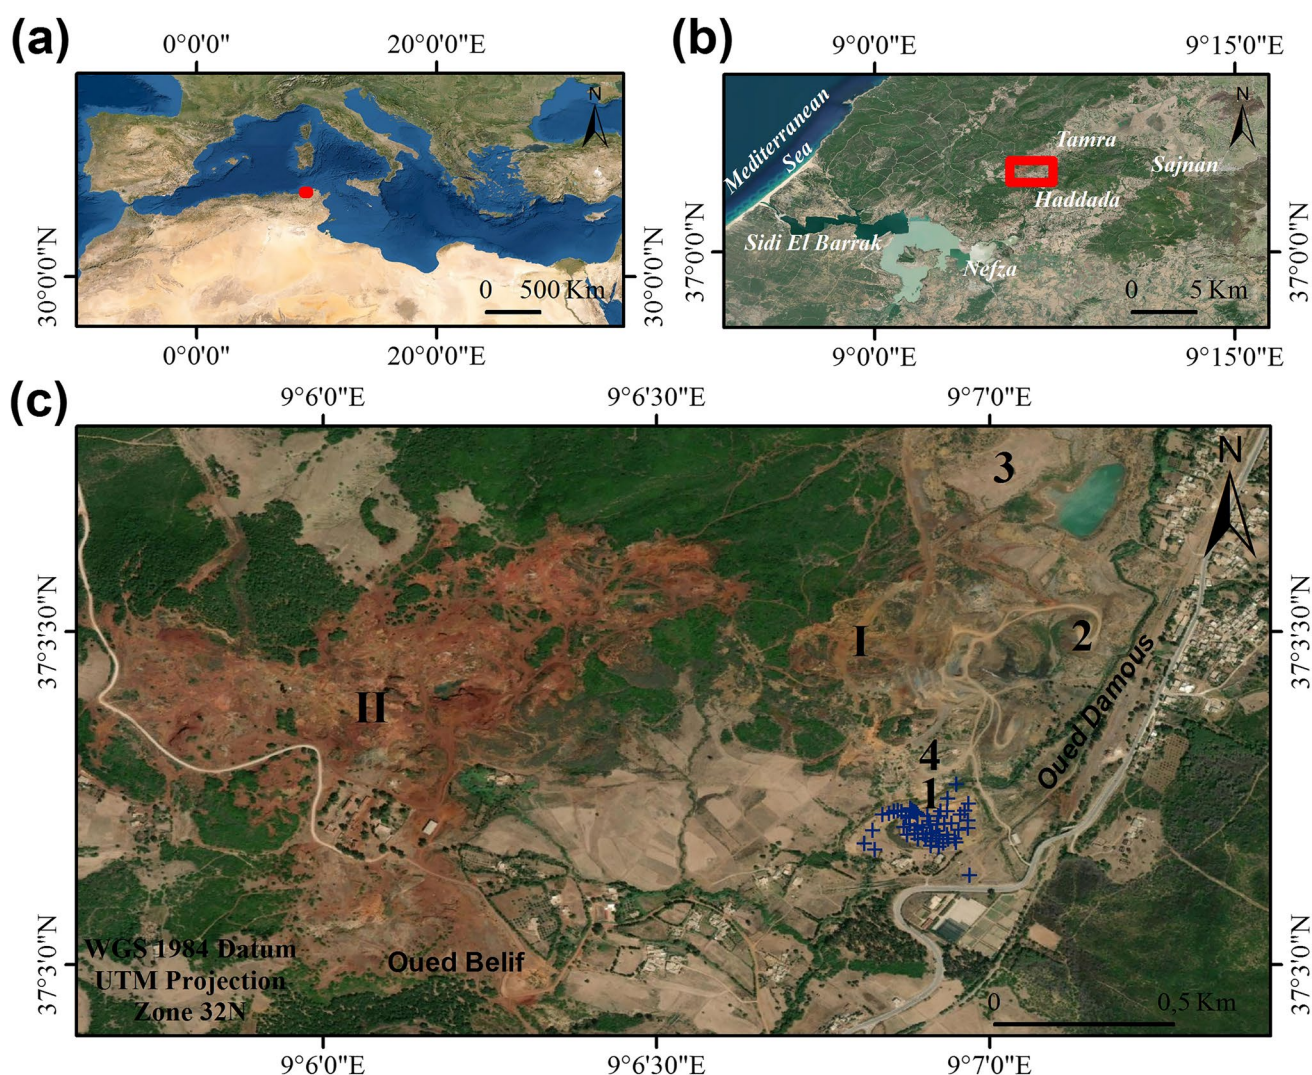 (a)
0°0'0" 20°0'0"E
N
30°0'0"N
30°0'0"N
0 500 Km
0°0'0" 20°0'0"E
(b)
9°0'0"E 9°15'0"E
N
Mediterranean
Sea
Tamra
Sajnan
Haddada
Sidi El Barrak
Nefza
37°0'0"N
37°0'0"N
0 5 Km
9°0'0"E 9°15'0"E
(c)
9°6'0"E 9°6'30"E 9°7'0"E
N
3
37°3'30"N
37°3'30"N
I
2
II
Oued Damous
4
1
37°3'0"N
37°3'0"N
WGS 1984 Datum
UTM Projection
Zone 32N
Oued Belif
0 0,5 Km
9°6'0"E 9°6'30"E 9°7'0"E